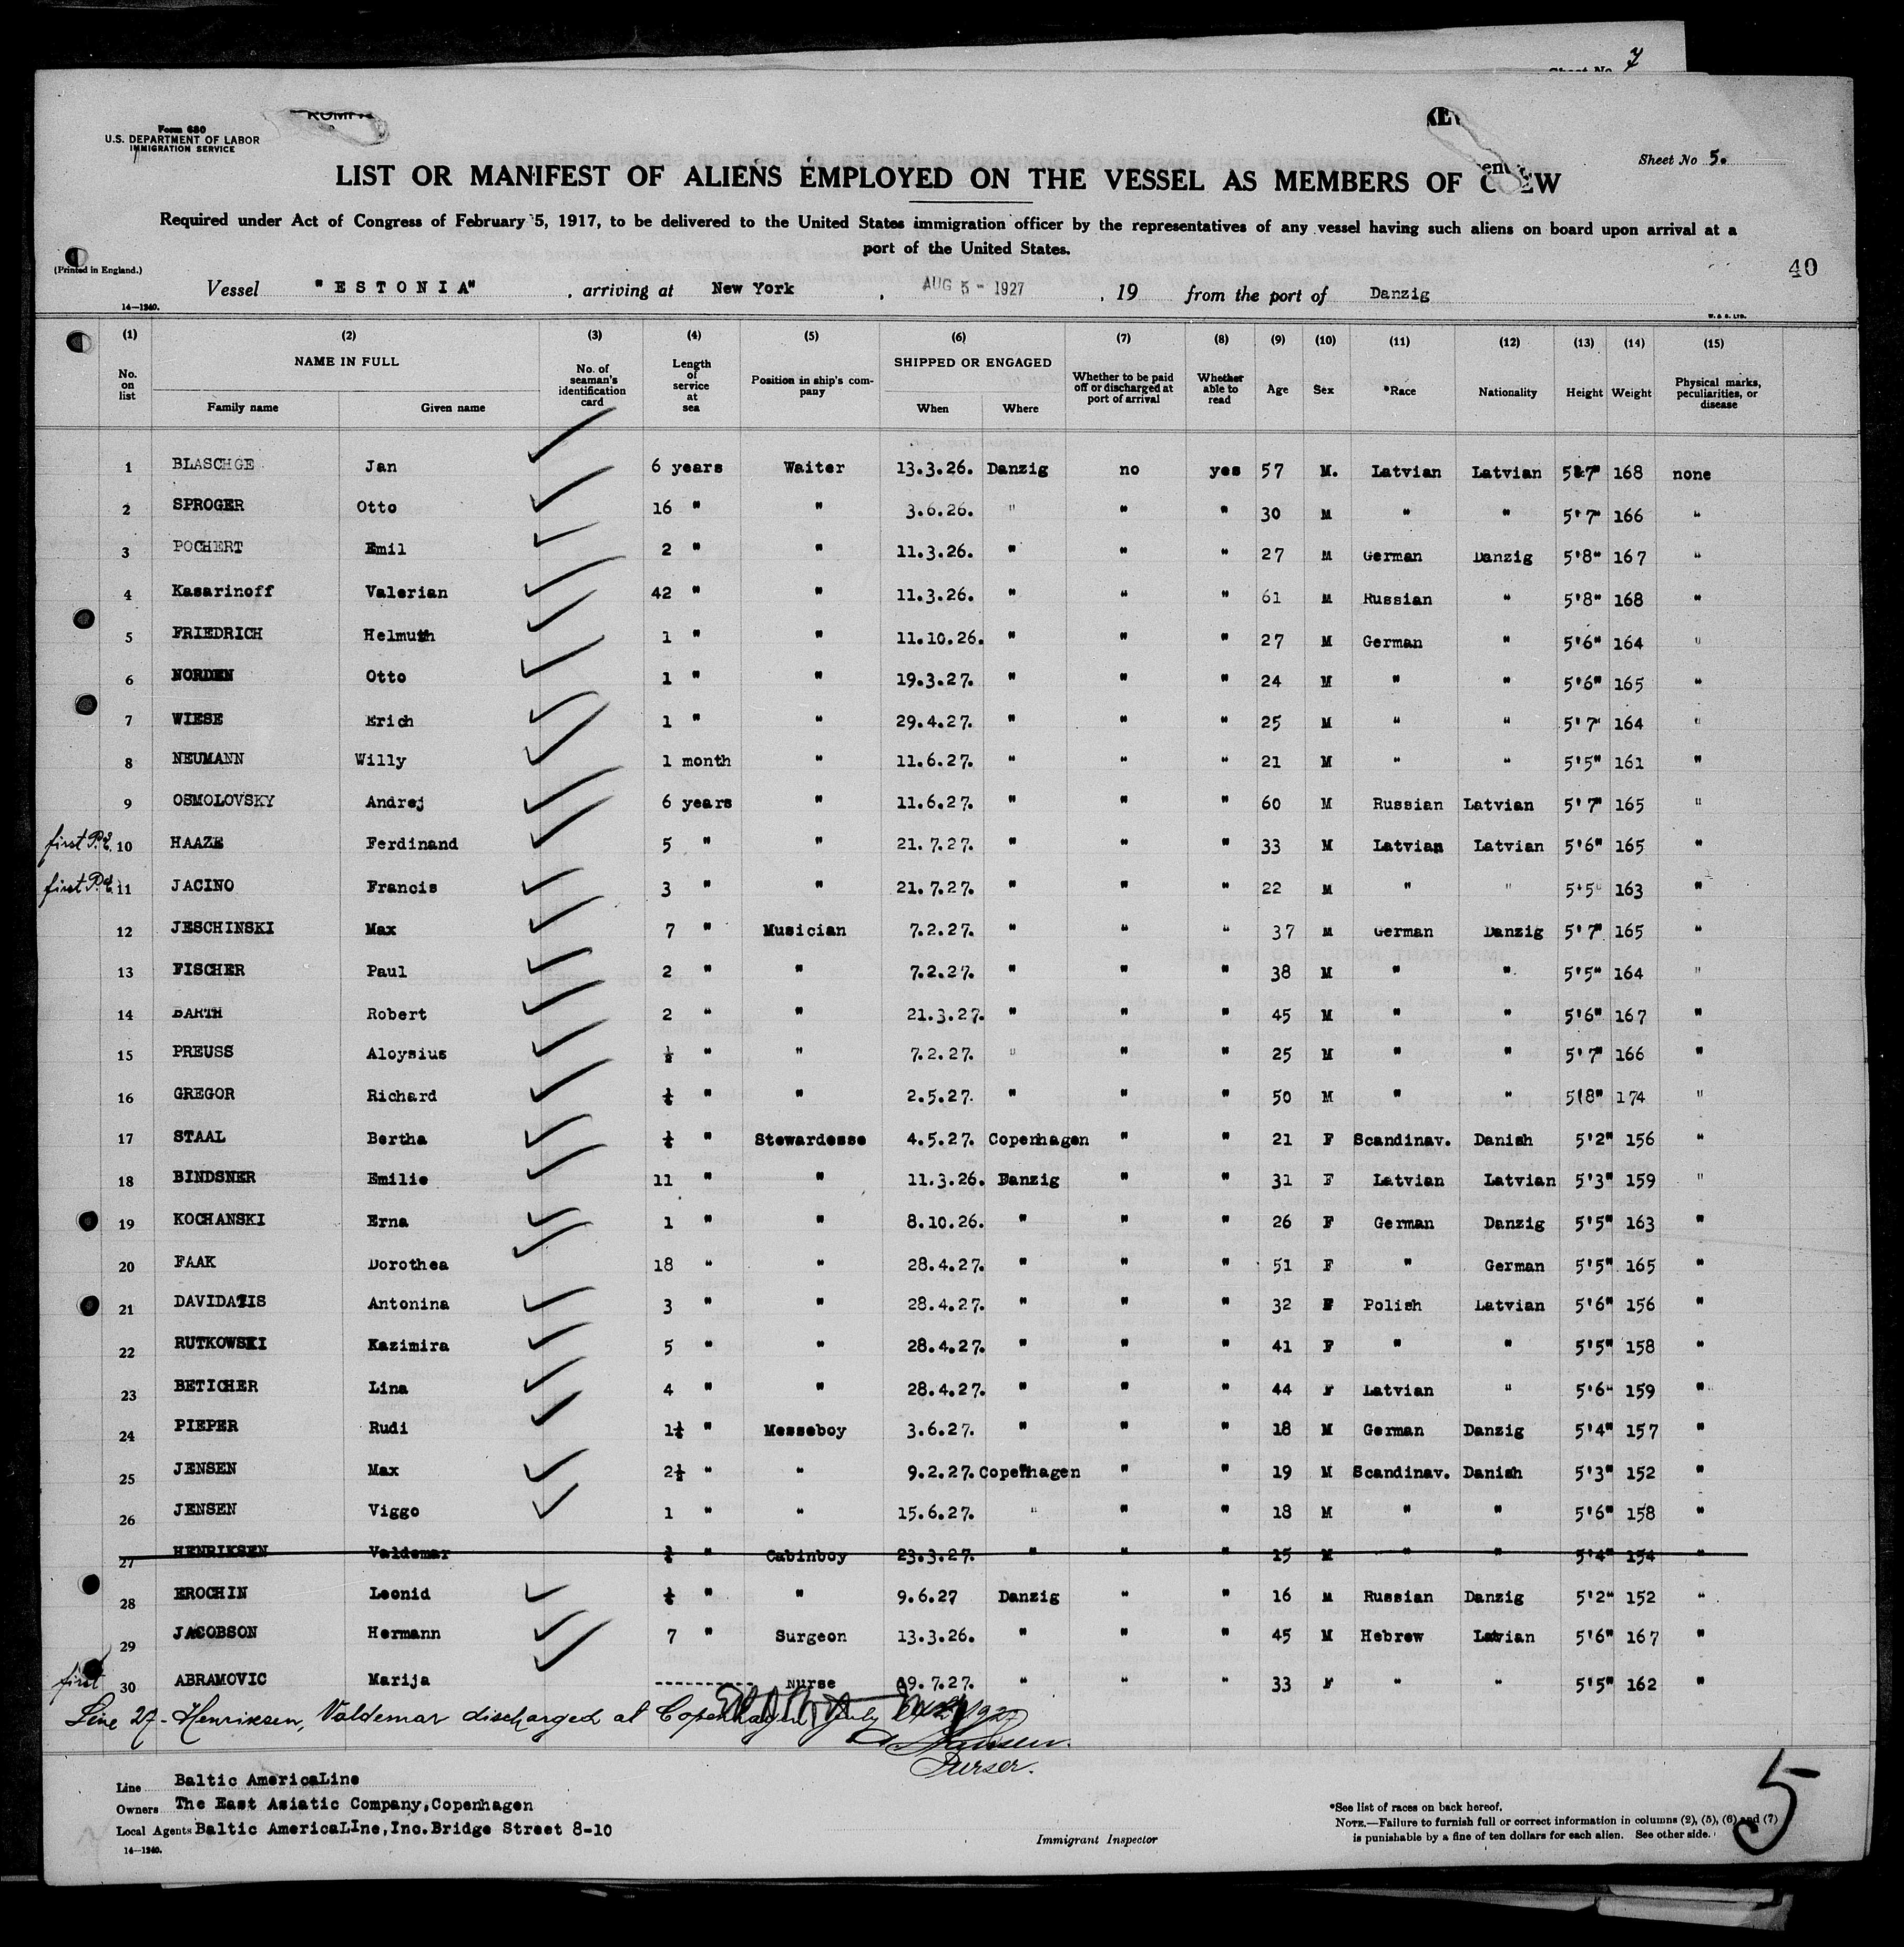 Sheet No 7
Form 680
U.S. DEPARTMENT OF LABOR
IMMIGRATION SERVICE
Sheet No 5.
LIST OR MANIFEST OF ALIENS EMPLOYED ON THE VESSEL AS MEMBERS OF CREW
Required under Act of Congress of February 5, 1917, to be delivered to the United States immigration officer by the representatives of any vessel having such aliens on board upon arrival at a
port of the United States.
40
(Printed in England.)
Vessel "ESTONIA", arriving at New York, AUG 5 - 1927, 19 from the port of Danzig
14—1240. W. & S. LTD.
(1) (2) (3) (4) (5) (6) (7) (8) (9) (10) (11) (12) (13) (14) (15)
No. on list NAME IN FULL Family name Given name No. of seaman's identification card Length of service at sea Position in ship's company SHIPPED OR ENGAGED When Where Whether to be paid off or discharged at port of arrival Whether able to read Age Sex *Race Nationality Height Weight Physical marks, peculiarities, or disease
1 BLASCHGE Jan 6 years Waiter 13.3.26. Danzig no yes 57 M. Latvian Latvian 5'7" 168 none
2 SPROGER Otto 16 " " 3.6.26. " " " 30 M " " 5'7" 166 "
3 POCHERT Emil 2 " " 11.3.26. " " " 27 M German Danzig 5'8" 167 "
4 Kasarinoff Valerian 42 " " 11.3.26. " " " 61 M Russian " 5'8" 168 "
5 FRIEDRICH Helmuth 1 " " 11.10.26. " " " 27 M German " 5'6" 164 "
6 NORDEN Otto 1 " " 19.3.27. " " " 24 M " " 5'6" 165 "
7 WIESE Erich 1 " " 29.4.27. " " " 25 M " " 5'7" 164 "
8 NEUMANN Willy 1 month " 11.6.27. " " " 21 M " " 5'5" 161 "
9 OSMOLOVSKY Andrej 6 years " 11.6.27. " " " 60 M Russian Latvian 5'7" 165 "
first 10 HAAZE Ferdinand 5 " " 21.7.27. " " " 33 M Latvian Latvian 5'6" 165 "
first 11 JACINO Francis 3 " " 21.7.27. " " " 22 M " " 5'5" 163 "
12 JESCHINSKI Max 7 " Musician 7.2.27. " " " 37 M German Danzig 5'7" 165 "
13 FISCHER Paul 2 " " 7.2.27. " " " 38 M " " 5'5" 164 "
14 BARTH Robert 2 " " 21.3.27. " " " 45 M " " 5'6" 167 "
15 PREUSS Aloysius ½ " " 7.2.27. " " " 25 M " " 5'7" 166 "
16 GREGOR Richard " " 2.5.27. " " " 50 M " " 5'8" 174 "
17 STAAL Bertha " Stewardesse 4.5.27. Copenhagen " " 21 F Scandinav. Danish 5'2" 156 "
18 BINDSNER Emilie 11 " " 11.3.26. Danzig " " 31 F Latvian Latvian 5'3" 159 "
19 KOCHANSKI Erna 1 " " 8.10.26. " " " 26 F German Danzig 5'5" 163 "
20 FAAK Dorothea 18 " " 28.4.27. " " " 51 F " German 5'5" 165 "
21 DAVIDATIS Antonina 3 " " 28.4.27. " " " 32 F Polish Latvian 5'6" 156 "
22 RUTKOWSKI Kazimira 5 " " 28.4.27. " " " 41 F " " 5'5" 158 "
23 BETICHER Lina 4 " " 28.4.27. " " " 44 F Latvian " 5'6" 159 "
24 PIEPER Rudi " Messeboy 3.6.27. " " " 18 M German Danzig 5'4" 157 "
25 JENSEN Max 2½ " " 9.2.27. Copenhagen " " 19 M Scandinav. Danish 5'3" 152 "
26 JENSEN Viggo 1 " " 15.6.27. " " " 18 M " " 5'6" 158 "
27 HENRIKSEN Valdemar " Cabinboy 23.3.27. " " " 15 M " " 5'4" 154 "
28 EROCHIN Leonid " " 9.6.27 Danzig " " 16 M Russian Danzig 5'2" 152 "
29 JACOBSON Hermann 7 " Surgeon 13.3.26. " " " 45 M Hebrew Latvian 5'6" 167 "
first 30 ABRAMOVIC Marija ----------- Nurse 19.7.27. " " " 33 F " " 5'5" 162 "
Line 27 - Henriksen, Valdemar discharged at Copenhagen July 1927
Purser.
Line Baltic AmericaLine
Owners The East Asiatic Company, Copenhagen
Local Agents Baltic AmericaLIne, Inc. Bridge Street 8-10
14—1240.
Immigrant Inspector
*See list of races on back hereof.
NOTE.—Failure to furnish full or correct information in columns (2), (5), (6) and (7)
is punishable by a fine of ten dollars for each alien. See other side.
5